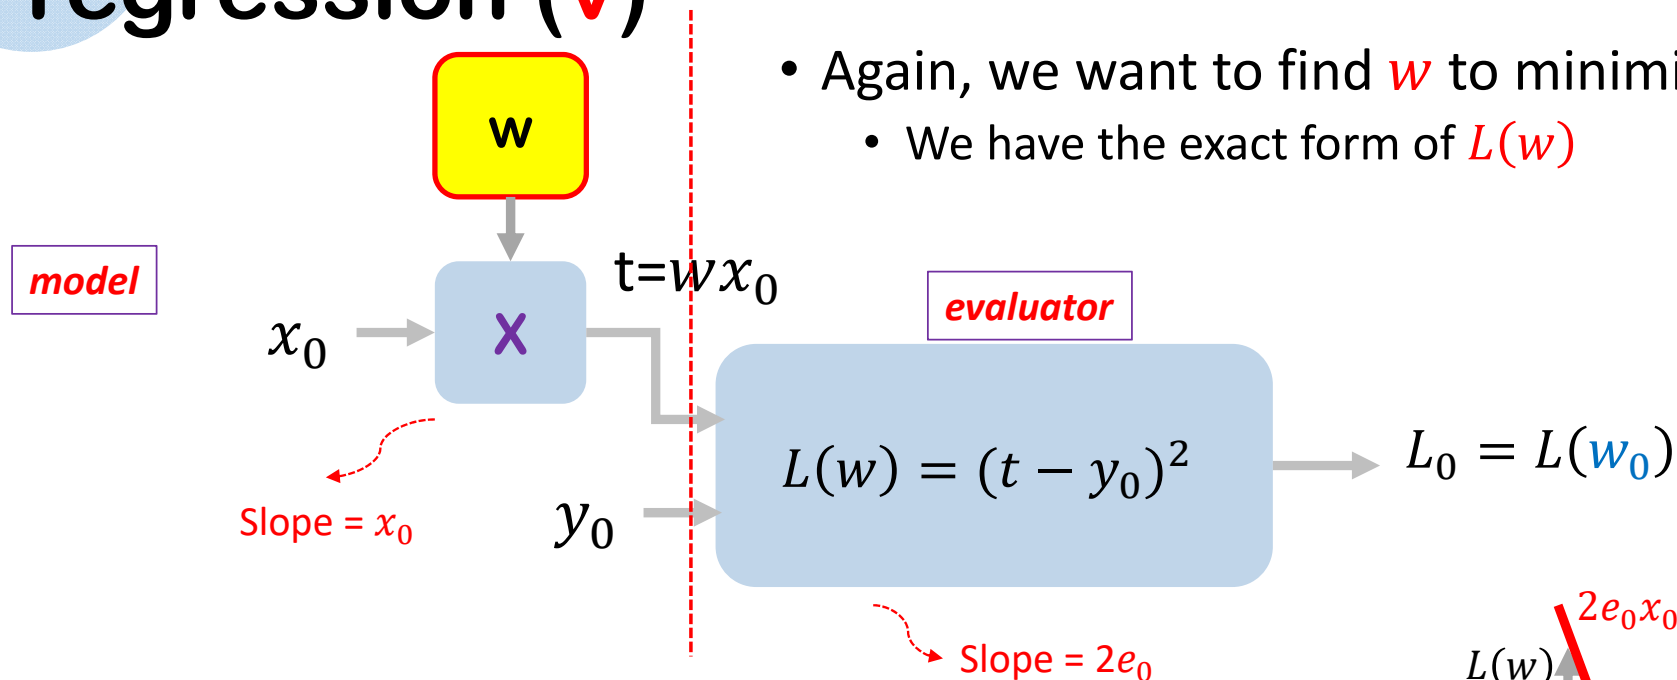 regression (v)
• Again, we want to find w to minimi
• We have the exact form of L(w)
w
model
t=wx₀
x₀
X
evaluator
L(w) = (t − y₀)²
L₀ = L(w₀)
Slope = x₀
y₀
2e₀x₀
Slope = 2e₀
L(w)